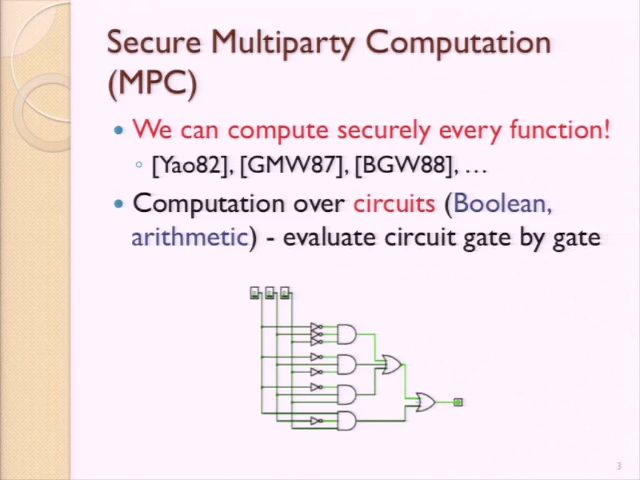 Secure Multiparty Computation
(MPC)
• We can compute securely every function!
◦ [Yao82], [GMW87], [BGW88], …
• Computation over circuits (Boolean,
arithmetic) - evaluate circuit gate by gate
3